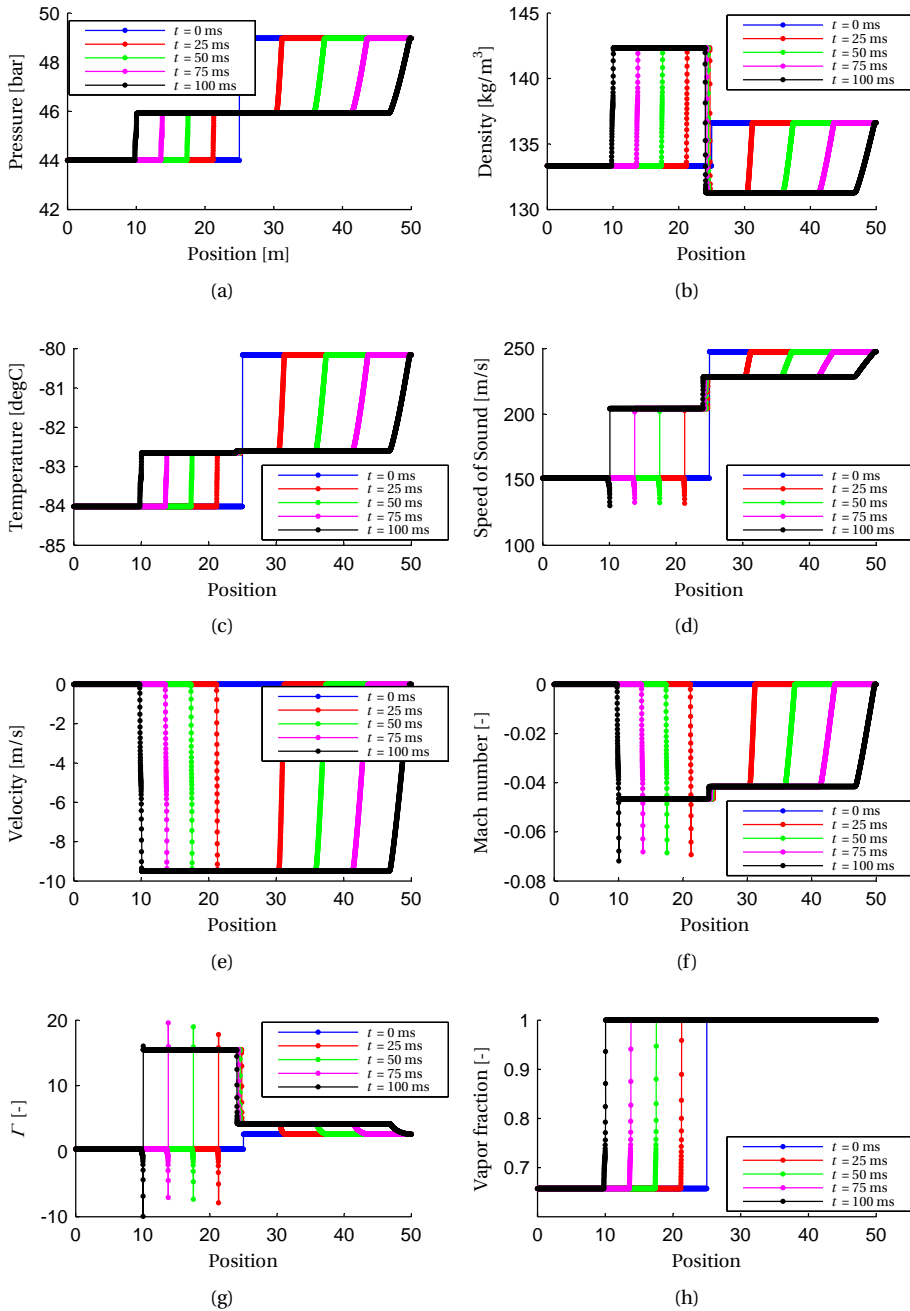 50
49
48
46
44
42
Pressure [bar]
t = 0 ms
t = 25 ms
t = 50 ms
t = 75 ms
t = 100 ms
0 10 20 30 40 50
Position [m]
(a)
146
142
138
134
130
Density [kg/m³]
t = 0 ms
t = 25 ms
t = 50 ms
t = 75 ms
t = 100 ms
0 10 20 30 40 50
Position
(b)
-80
-81
-82
-83
-84
-85
Temperature [degC]
t = 0 ms
t = 25 ms
t = 50 ms
t = 75 ms
t = 100 ms
0 10 20 30 40 50
Position
(c)
250
200
150
100
Speed of Sound [m/s]
t = 0 ms
t = 25 ms
t = 50 ms
t = 75 ms
t = 100 ms
0 10 20 30 40 50
Position
(d)
0
-2
-4
-6
-8
-10
Velocity [m/s]
t = 0 ms
t = 25 ms
t = 50 ms
t = 75 ms
t = 100 ms
0 10 20 30 40 50
Position
(e)
0
-0.02
-0.04
-0.06
-0.08
Mach number [-]
t = 0 ms
t = 25 ms
t = 50 ms
t = 75 ms
t = 100 ms
0 10 20 30 40 50
Position
(f)
20
10
0
-10
Γ [-]
t = 0 ms
t = 25 ms
t = 50 ms
t = 75 ms
t = 100 ms
0 10 20 30 40 50
Position
(g)
1
0.9
0.8
0.7
Vapor fraction [-]
t = 0 ms
t = 25 ms
t = 50 ms
t = 75 ms
t = 100 ms
0 10 20 30 40 50
Position
(h)